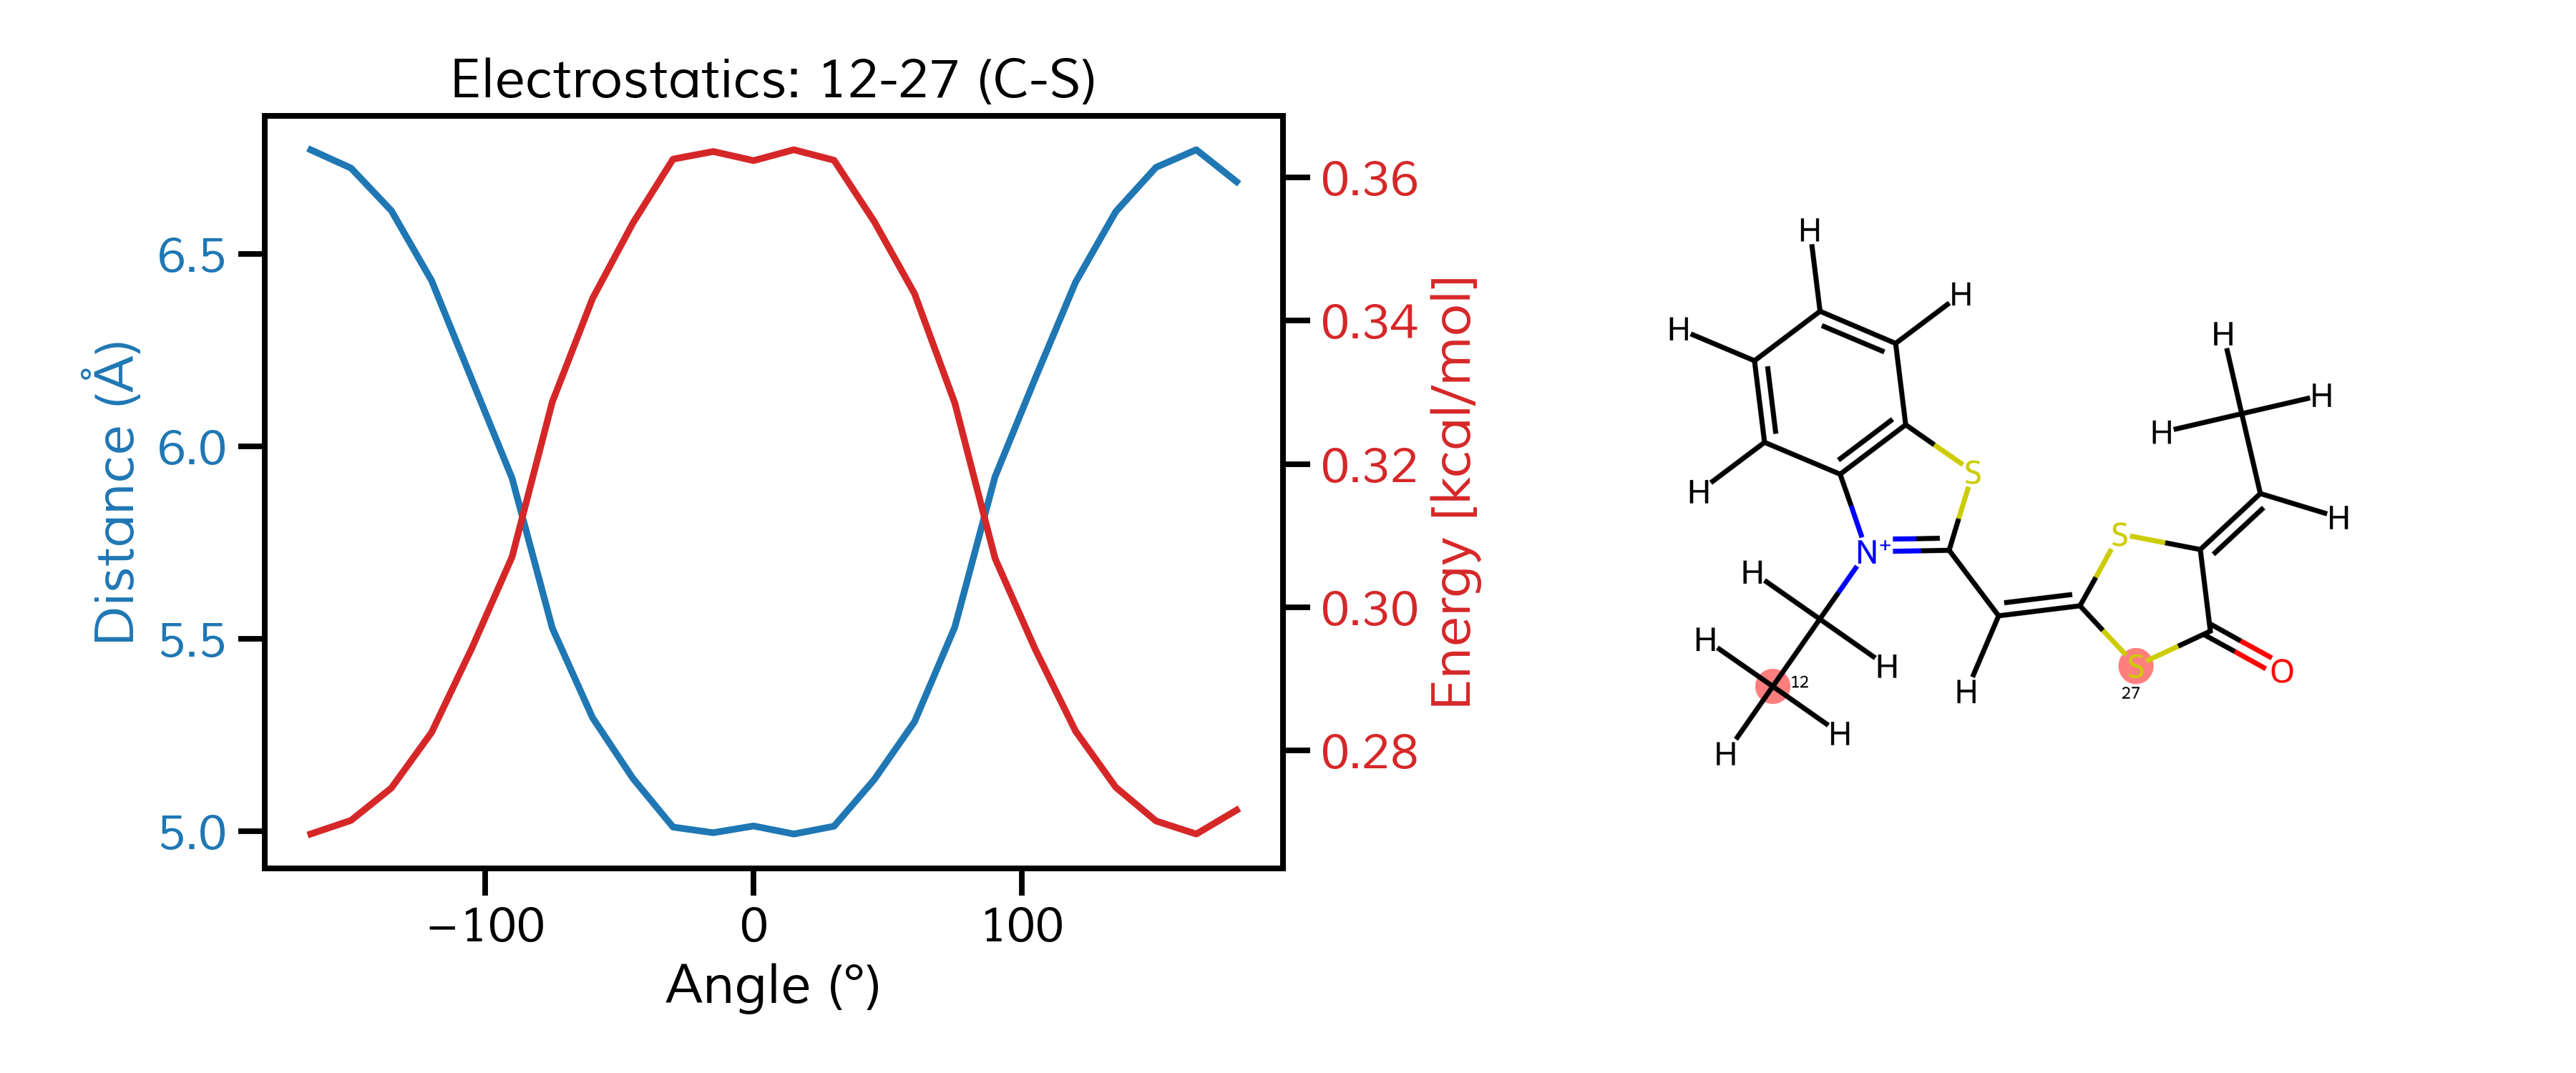 Electrostatics: 12-27 (C-S)
Distance (Å)
6.5
6.0
5.5
5.0
−100
0
100
Angle (°)
0.36
0.34
0.32
0.30
0.28
Energy [kcal/mol]
H
H
H
H
H
H
H
S
H
S
H
N⁺
H
H
H
H
S
27
12
H
O
H
H